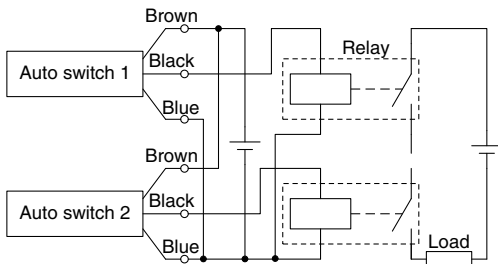 Brown
Relay
Auto switch 1
Black
Blue
Brown
Auto switch 2
Black
Blue
Load